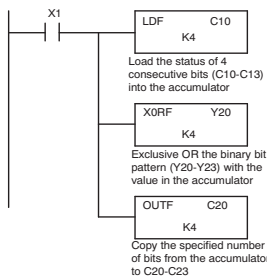 X1
LDF C10
K4
Load the status of 4
consecutive bits (C10-C13)
into the accumulator
X0RF Y20
K4
Exclusive OR the binary bit
pattern (Y20-Y23) with the
value in the accumulator
OUTF C20
K4
Copy the specified number
of bits from the accumulator
to C20-C23